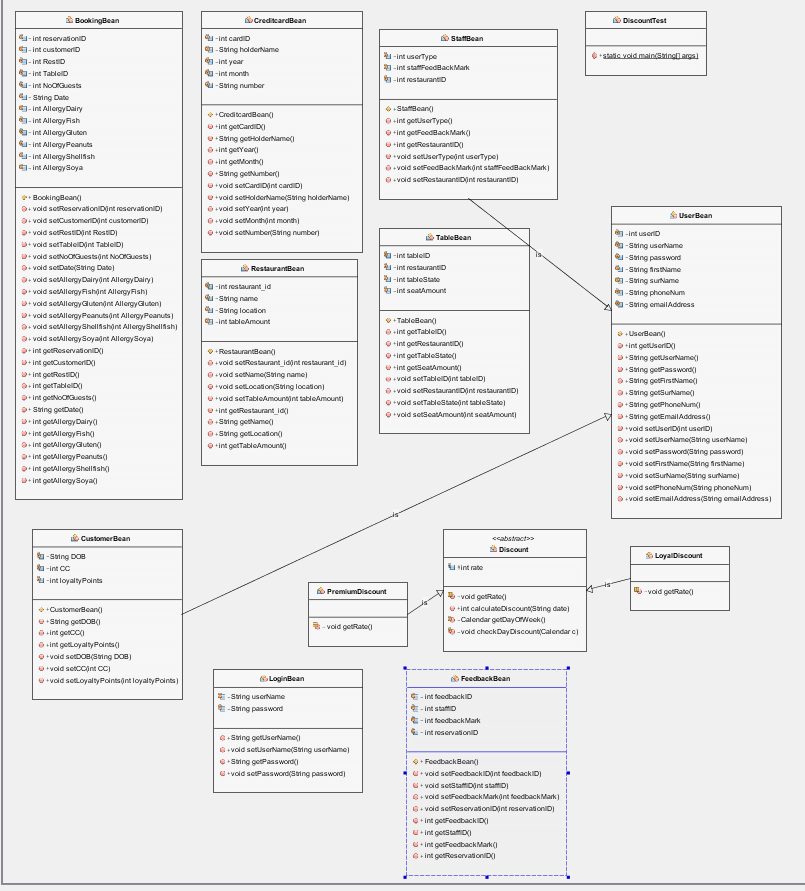 BookingBean
- int reservationID
- int customerID
- int RestID
- int TableID
- int NoOfGuests
- String Date
- int AllergyDairy
- int AllergyFish
- int AllergyGluten
- int AllergyPeanuts
- int AllergyShellfish
- int AllergySoya
+ BookingBean()
+ void setReservationID(int reservationID)
+ void setCustomerID(int customerID)
+ void setRestID(int RestID)
+ void setTableID(int TableID)
+ void setNoOfGuests(int NoOfGuests)
+ void setDate(String Date)
+ void setAllergyDairy(int AllergyDairy)
+ void setAllergyFish(int AllergyFish)
+ void setAllergyGluten(int AllergyGluten)
+ void setAllergyPeanuts(int AllergyPeanuts)
+ void setAllergyShellfish(int AllergyShellfish)
+ void setAllergySoya(int AllergySoya)
+ int getReservationID()
+ int getCustomerID()
+ int getRestID()
+ int getTableID()
+ int getNoOfGuests()
+ String getDate()
+ int getAllergyDairy()
+ int getAllergyFish()
+ int getAllergyGluten()
+ int getAllergyPeanuts()
+ int getAllergyShellfish()
+ int getAllergySoya()
CreditcardBean
- int cardID
- String holderName
- int year
- int month
- String number
+ CreditcardBean()
+ int getCardID()
+ String getHolderName()
+ int getYear()
+ int getMonth()
+ String getNumber()
+ void setCardID(int cardID)
+ void setHolderName(String holderName)
+ void setYear(int year)
+ void setMonth(int month)
+ void setNumber(String number)
StaffBean
- int userType
- int staffFeedBackMark
- int restaurantID
+ StaffBean()
+ int getUserType()
+ int getFeedBackMark()
+ int getRestaurantID()
+ void setUserType(int userType)
+ void setFeedBackMark(int staffFeedBackMark)
+ void setRestaurantID(int restaurantID)
DiscountTest
+ static void main(String[] args)
is
UserBean
- int userID
- String userName
- String password
- String firstName
- String surName
- String phoneNum
- String emailAddress
+ UserBean()
+ int getUserID()
+ String getUserName()
+ String getPassword()
+ String getFirstName()
+ String getSurName()
+ String getPhoneNum()
+ String getEmailAddress()
+ void setUserID(int userID)
+ void setUserName(String userName)
+ void setPassword(String password)
+ void setFirstName(String firstName)
+ void setSurName(String surName)
+ void setPhoneNum(String phoneNum)
+ void setEmailAddress(String emailAddress)
RestaurantBean
- int restaurant_id
- String name
- String location
- int tableAmount
+ RestaurantBean()
+ void setRestaurant_id(int restaurant_id)
+ void setName(String name)
+ void setLocation(String location)
+ void setTableAmount(int tableAmount)
+ int getRestaurant_id()
+ String getName()
+ String getLocation()
+ int getTableAmount()
TableBean
- int tableID
- int restaurantID
- int tableState
- int seatAmount
+ TableBean()
+ int getTableID()
+ int getRestaurantID()
+ int getTableState()
+ int getSeatAmount()
+ void setTableID(int tableID)
+ void setRestaurantID(int restaurantID)
+ void setTableState(int tableState)
+ void setSeatAmount(int seatAmount)
is
CustomerBean
- String DOB
- int CC
- int loyaltyPoints
+ CustomerBean()
+ String getDOB()
+ int getCC()
+ int getLoyaltyPoints()
+ void setDOB(String DOB)
+ void setCC(int CC)
+ void setLoyaltyPoints(int loyaltyPoints)
PremiumDiscount
~ void getRate()
is
<<abstract>>
Discount
+ int rate
~ void getRate()
+ int calculateDiscount(String date)
~ Calendar getDayOfWeek()
~ void checkDayDiscount(Calendar c)
is
LoyalDiscount
~ void getRate()
LoginBean
~ String userName
~ String password
+ String getUserName()
+ void setUserName(String userName)
+ String getPassword()
+ void setPassword(String password)
FeedbackBean
~ int feedbackID
~ int staffID
~ int feedbackMark
~ int reservationID
+ FeedbackBean()
+ void setFeedbackID(int feedbackID)
+ void setStaffID(int staffID)
+ void setFeedbackMark(int feedbackMark)
+ void setReservationID(int reservationID)
+ int getFeedbackID()
+ int getStaffID()
+ int getFeedbackMark()
+ int getReservationID()